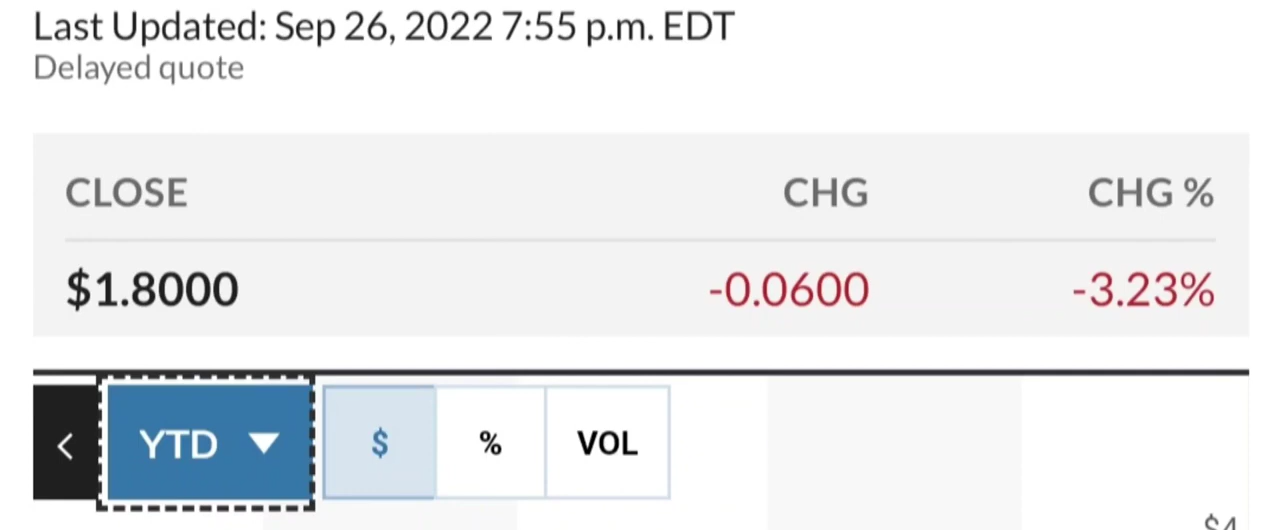 Last Updated: Sep 26, 2022 7:55 p.m. EDT
Delayed quote
CLOSE CHG CHG %
$1.8000 -0.0600 -3.23%
YTD $ % VOL